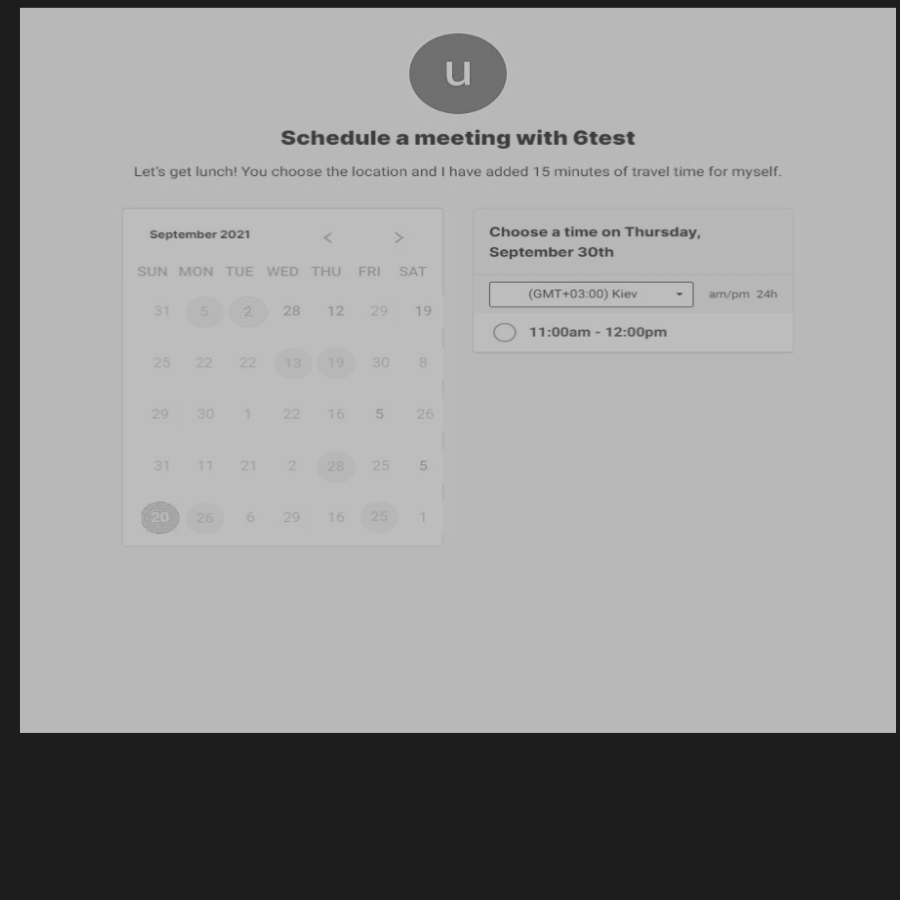 u
Schedule a meeting with 6test
Let's get lunch! You choose the location and I have added 15 minutes of travel time for myself.
September 2021 < >
SUN MON TUE WED THU FRI SAT
31 5 2 28 12 29 19
25 22 22 13 19 30 8
29 30 1 22 16 5 26
31 11 21 2 28 25 5
20 26 6 29 16 25 1
Choose a time on Thursday,
September 30th
(GMT+03:00) Kiev am/pm 24h
11:00am - 12:00pm